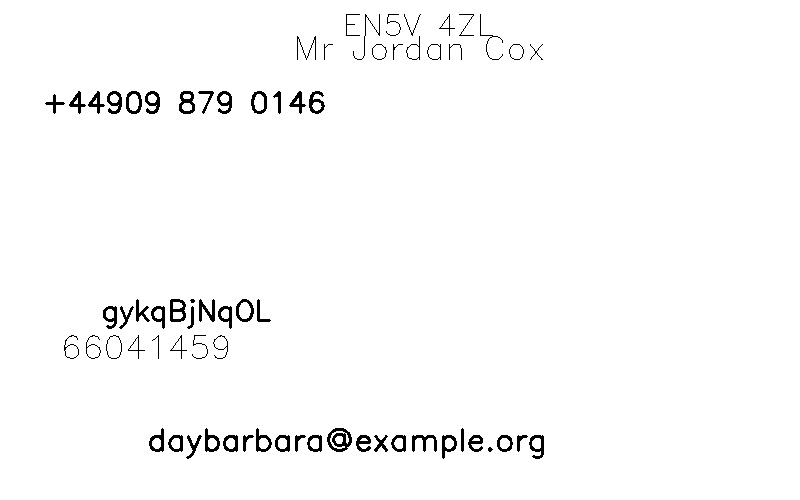 EN5V 4ZL
Mr Jordan Cox
+44909 879 0146
gykqBjNqOL
66041459
daybarbara@example.org